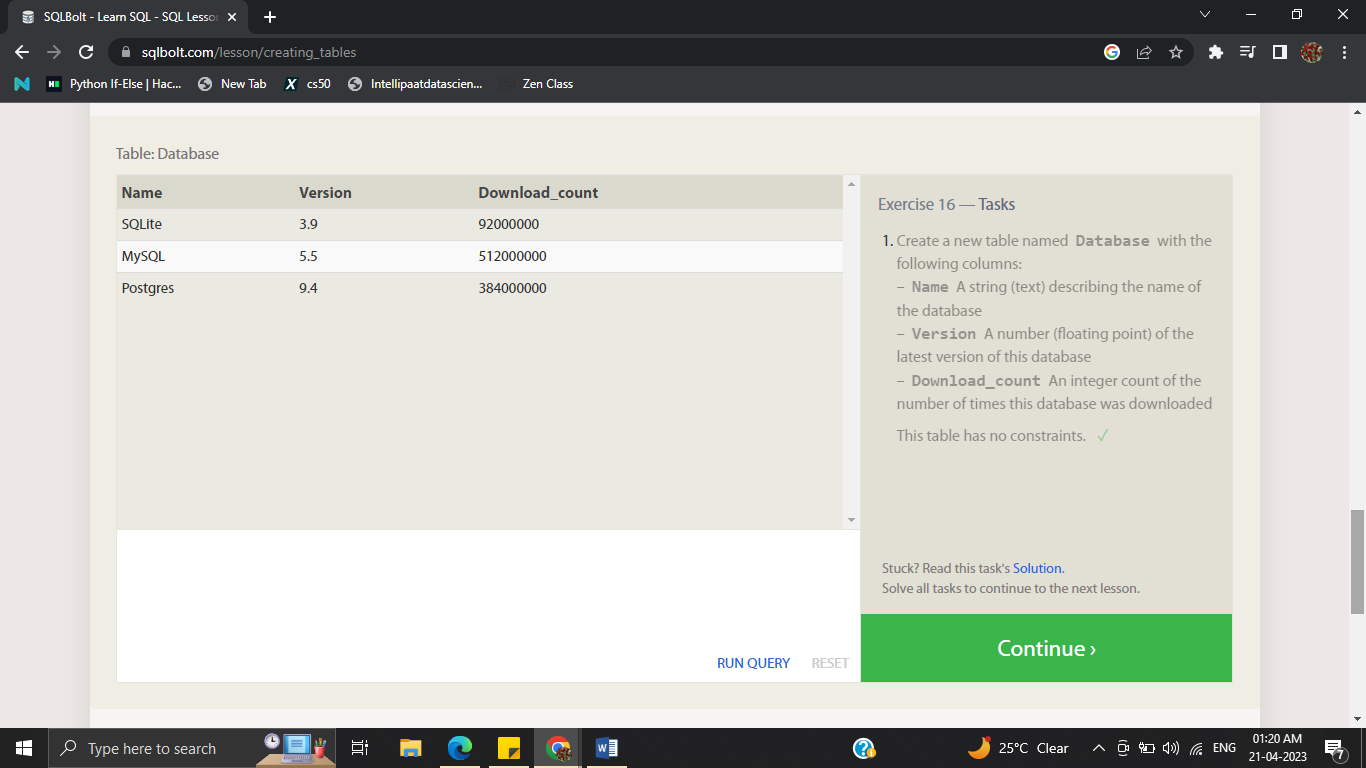 SQLBolt - Learn SQL - SQL Lesson
sqlbolt.com/lesson/creating_tables
Python If-Else | Hac...
New Tab
cs50
Intellipaatdatascien...
Zen Class
Table: Database
Name Version Download_count
SQLite 3.9 92000000
MySQL 5.5 512000000
Postgres 9.4 384000000
RUN QUERY RESET
Exercise 16 — Tasks
1. Create a new table named Database with the
following columns:
– Name A string (text) describing the name of
the database
– Version A number (floating point) of the
latest version of this database
– Download_count An integer count of the
number of times this database was downloaded
This table has no constraints. ✓
Stuck? Read this task's Solution.
Solve all tasks to continue to the next lesson.
Continue ›
Type here to search
25°C Clear
ENG
01:20 AM
21-04-2023
7